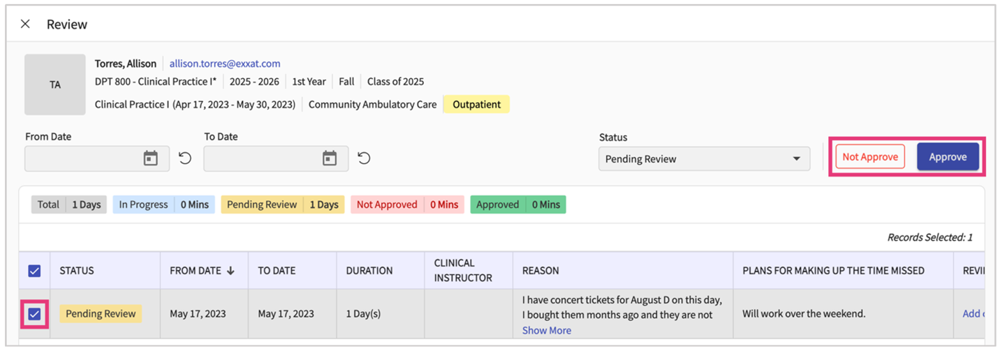 Review
TA
Torres, Allison allison.torres@exxat.com
DPT 800 - Clinical Practice I* 2025 - 2026 1st Year Fall Class of 2025
Clinical Practice I (Apr 17, 2023 - May 30, 2023) Community Ambulatory Care Outpatient
From Date To Date Status
Pending Review Not Approve Approve
Total 1 Days In Progress 0 Mins Pending Review 1 Days Not Approved 0 Mins Approved 0 Mins
Records Selected: 1
STATUS FROM DATE TO DATE DURATION CLINICAL INSTRUCTOR REASON PLANS FOR MAKING UP THE TIME MISSED
Pending Review May 17, 2023 May 17, 2023 1 Day(s) I have concert tickets for August D on this day,
I bought them months ago and they are not
Show More
Will work over the weekend.
Add